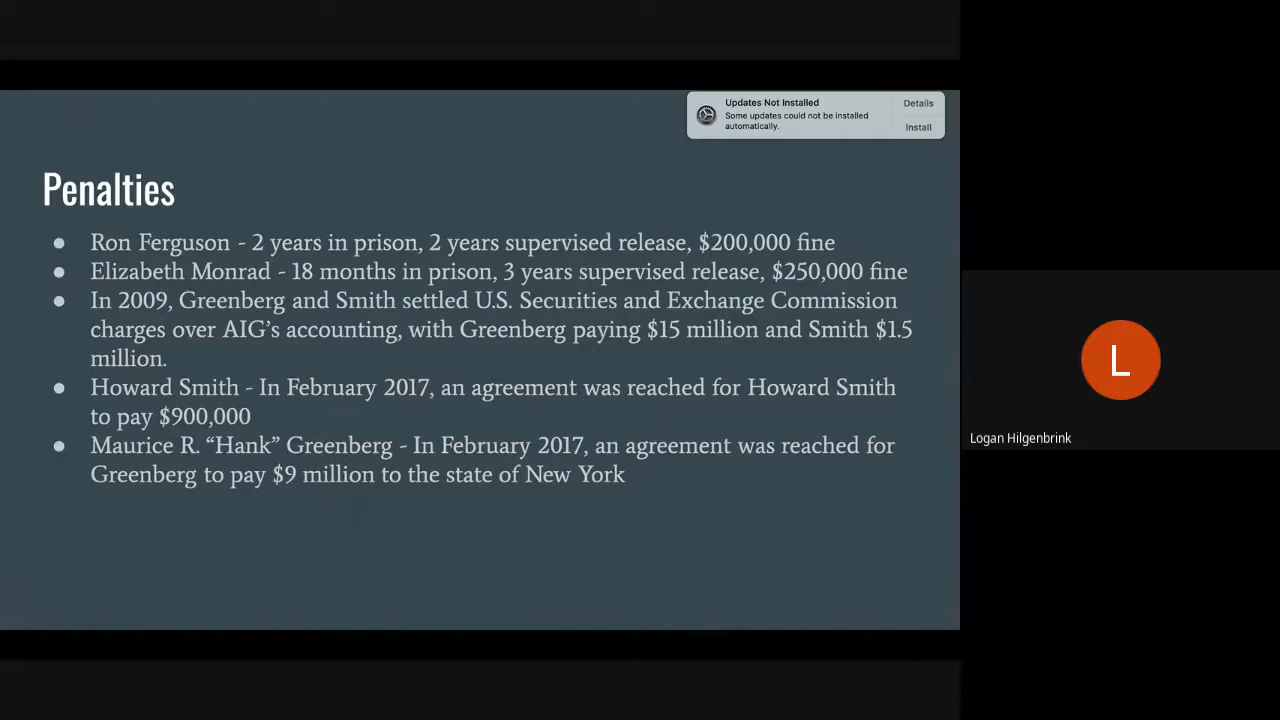 Updates Not Installed
Details
Some updates could not be installed
automatically.
Install
Penalties
● Ron Ferguson - 2 years in prison, 2 years supervised release, $200,000 fine
● Elizabeth Monrad - 18 months in prison, 3 years supervised release, $250,000 fine
● In 2009, Greenberg and Smith settled U.S. Securities and Exchange Commission
charges over AIG’s accounting, with Greenberg paying $15 million and Smith $1.5
million.
● Howard Smith - In February 2017, an agreement was reached for Howard Smith
to pay $900,000
● Maurice R. “Hank” Greenberg - In February 2017, an agreement was reached for
Greenberg to pay $9 million to the state of New York
L
Logan Hilgenbrink